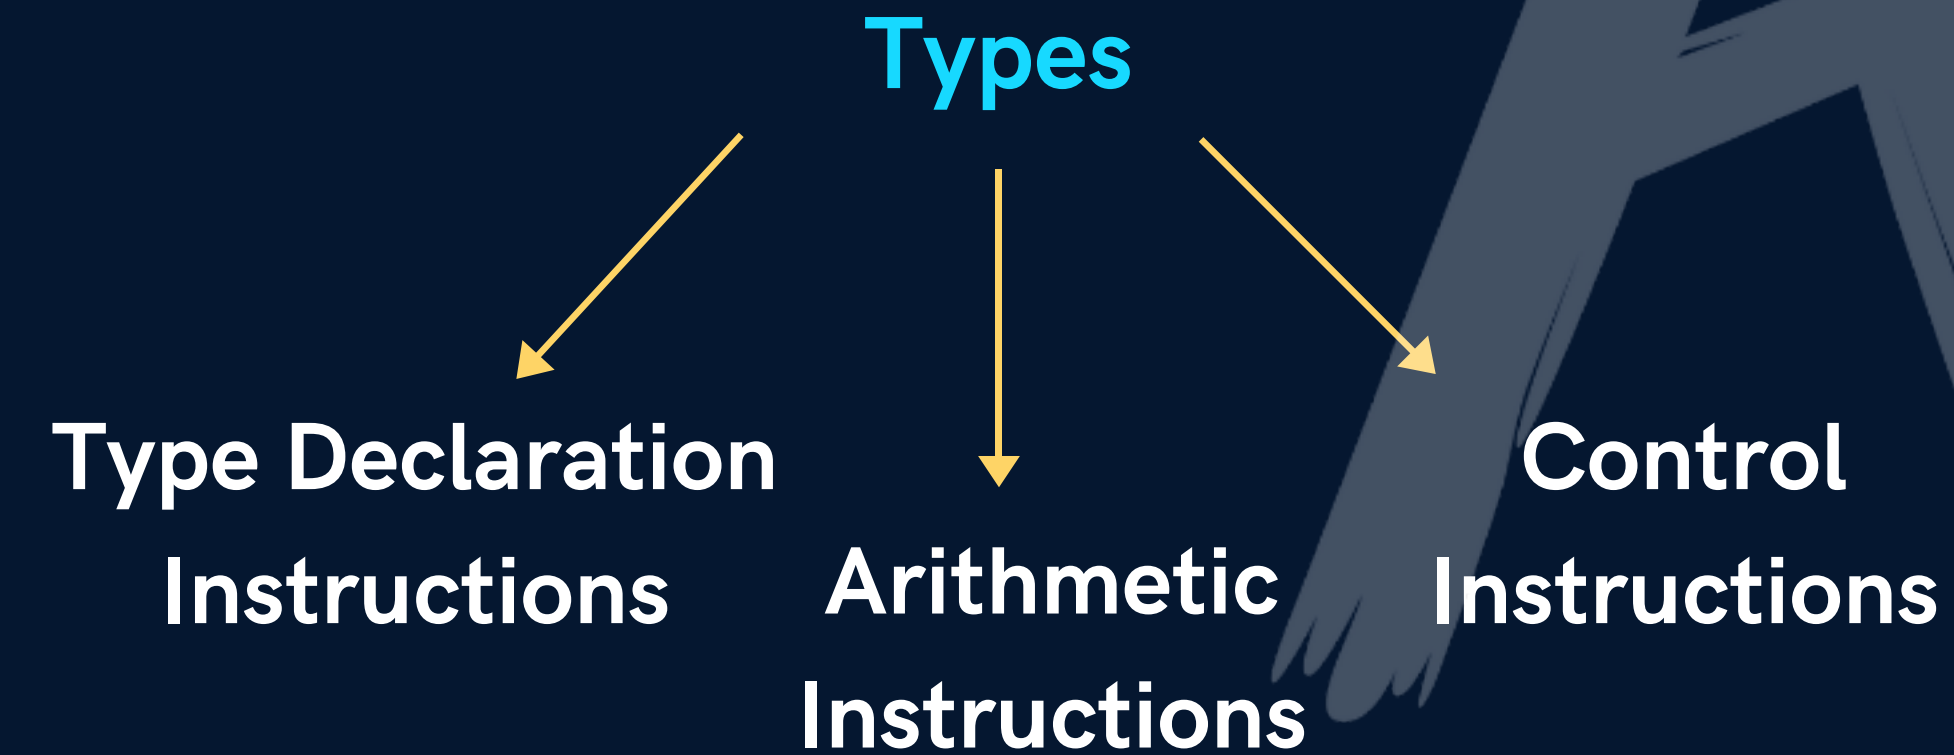 Types
Type Declaration
Instructions
Arithmetic
Instructions
Control
Instructions